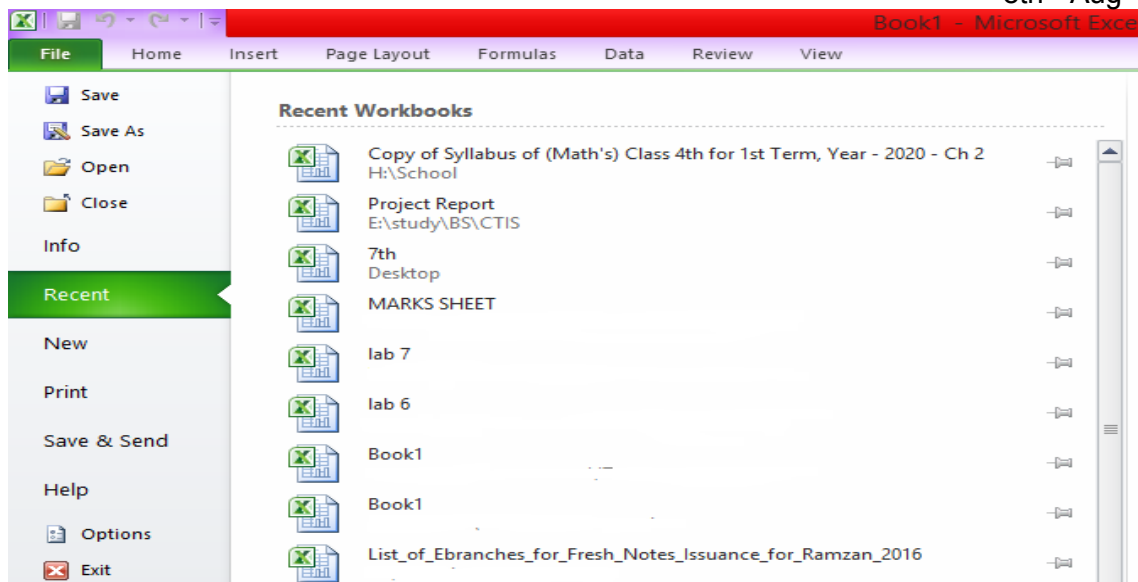 Book1 - Microsoft Exce
File Home Insert Page Layout Formulas Data Review View
Save
Save As
Open
Close
Info
Recent
New
Print
Save & Send
Help
Options
Exit
Recent Workbooks
Copy of Syllabus of (Math's) Class 4th for 1st Term, Year - 2020 - Ch 2
H:\School
Project Report
E:\study\BS\CTIS
7th
Desktop
MARKS SHEET
lab 7
lab 6
Book1
Book1
List_of_Ebranches_for_Fresh_Notes_Issuance_for_Ramzan_2016